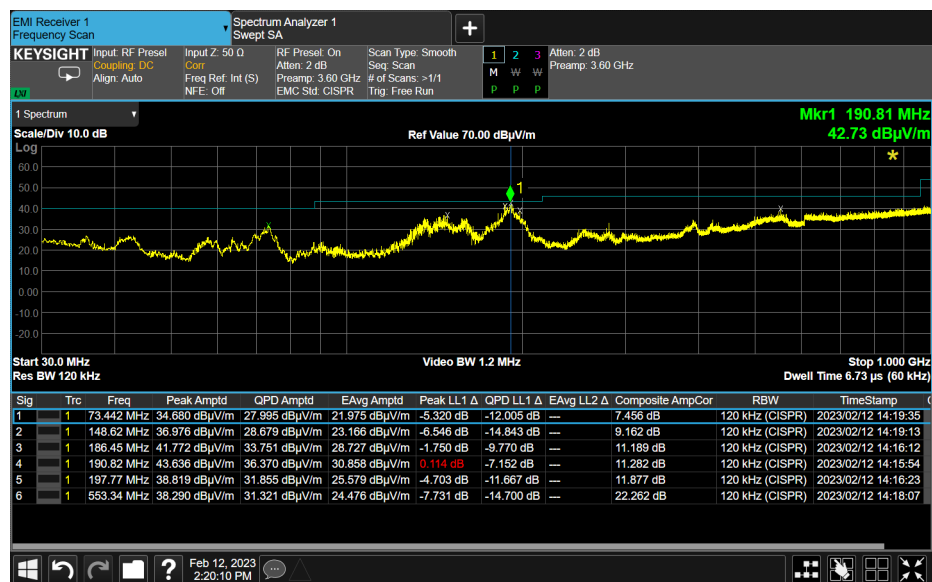 EMI Receiver 1
Frequency Scan
Spectrum Analyzer 1
Swept SA
KEYSIGHT
LXI
Input: RF Presel
Coupling: DC
Align: Auto
Input Z: 50 Ω
Corr
Freq Ref: Int (S)
NFE: Off
RF Presel: On
Atten: 2 dB
Preamp: 3.60 GHz
EMC Std: CISPR
Scan Type: Smooth
Seq: Scan
# of Scans: >1/1
Trig: Free Run
1 2 3
M W W
P P P
Atten: 2 dB
Preamp: 3.60 GHz
1 Spectrum
Scale/Div 10.0 dB
Ref Value 70.00 dBµV/m
Mkr1 190.81 MHz
42.73 dBµV/m
Log
60.0
50.0
40.0
30.0
20.0
10.0
0.00
-10.0
-20.0
1
Start 30.0 MHz
Res BW 120 kHz
Video BW 1.2 MHz
Stop 1.000 GHz
Dwell Time 6.73 µs (60 kHz)
Sig Trc Freq Peak Amptd QPD Amptd EAvg Amptd Peak LL1 Δ QPD LL1 Δ EAvg LL2 Δ Composite AmpCor RBW TimeStamp
1 1 73.442 MHz 34.680 dBµV/m 27.995 dBµV/m 21.975 dBµV/m -5.320 dB -12.005 dB --- 7.456 dB 120 kHz (CISPR) 2023/02/12 14:19:35
2 1 148.62 MHz 36.976 dBµV/m 28.679 dBµV/m 23.166 dBµV/m -6.546 dB -14.843 dB --- 9.162 dB 120 kHz (CISPR) 2023/02/12 14:19:13
3 1 186.45 MHz 41.772 dBµV/m 33.751 dBµV/m 28.727 dBµV/m -1.750 dB -9.770 dB --- 11.189 dB 120 kHz (CISPR) 2023/02/12 14:16:12
4 1 190.82 MHz 43.636 dBµV/m 36.370 dBµV/m 30.858 dBµV/m 0.114 dB -7.152 dB --- 11.282 dB 120 kHz (CISPR) 2023/02/12 14:15:54
5 1 197.77 MHz 38.819 dBµV/m 31.855 dBµV/m 25.579 dBµV/m -4.703 dB -11.667 dB --- 11.877 dB 120 kHz (CISPR) 2023/02/12 14:16:23
6 1 553.34 MHz 38.290 dBµV/m 31.321 dBµV/m 24.476 dBµV/m -7.731 dB -14.700 dB --- 22.262 dB 120 kHz (CISPR) 2023/02/12 14:18:07
Feb 12, 2023
2:20:10 PM